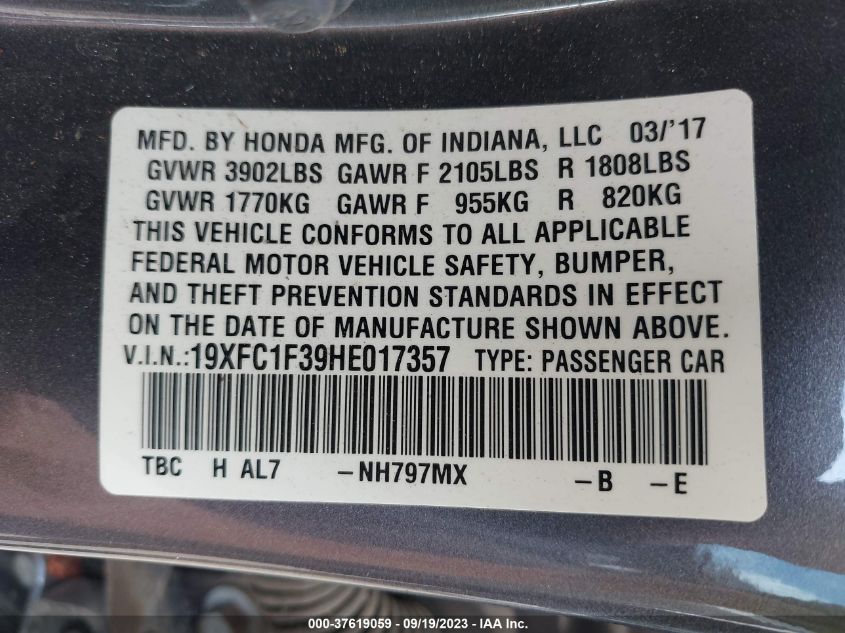 MFD. BY HONDA MFG. OF INDIANA, LLC 03/'17
GVWR 3902LBS GAWR F 2105LBS R 1808LBS
GVWR 1770KG GAWR F 955KG R 820KG
THIS VEHICLE CONFORMS TO ALL APPLICABLE
FEDERAL MOTOR VEHICLE SAFETY, BUMPER,
AND THEFT PREVENTION STANDARDS IN EFFECT
ON THE DATE OF MANUFACTURE SHOWN ABOVE.
V.I.N.:19XFC1F39HE017357 TYPE: PASSENGER CAR
TBC H AL7 -NH797MX -B -E
000-37619059 - 09/19/2023 - IAA Inc.